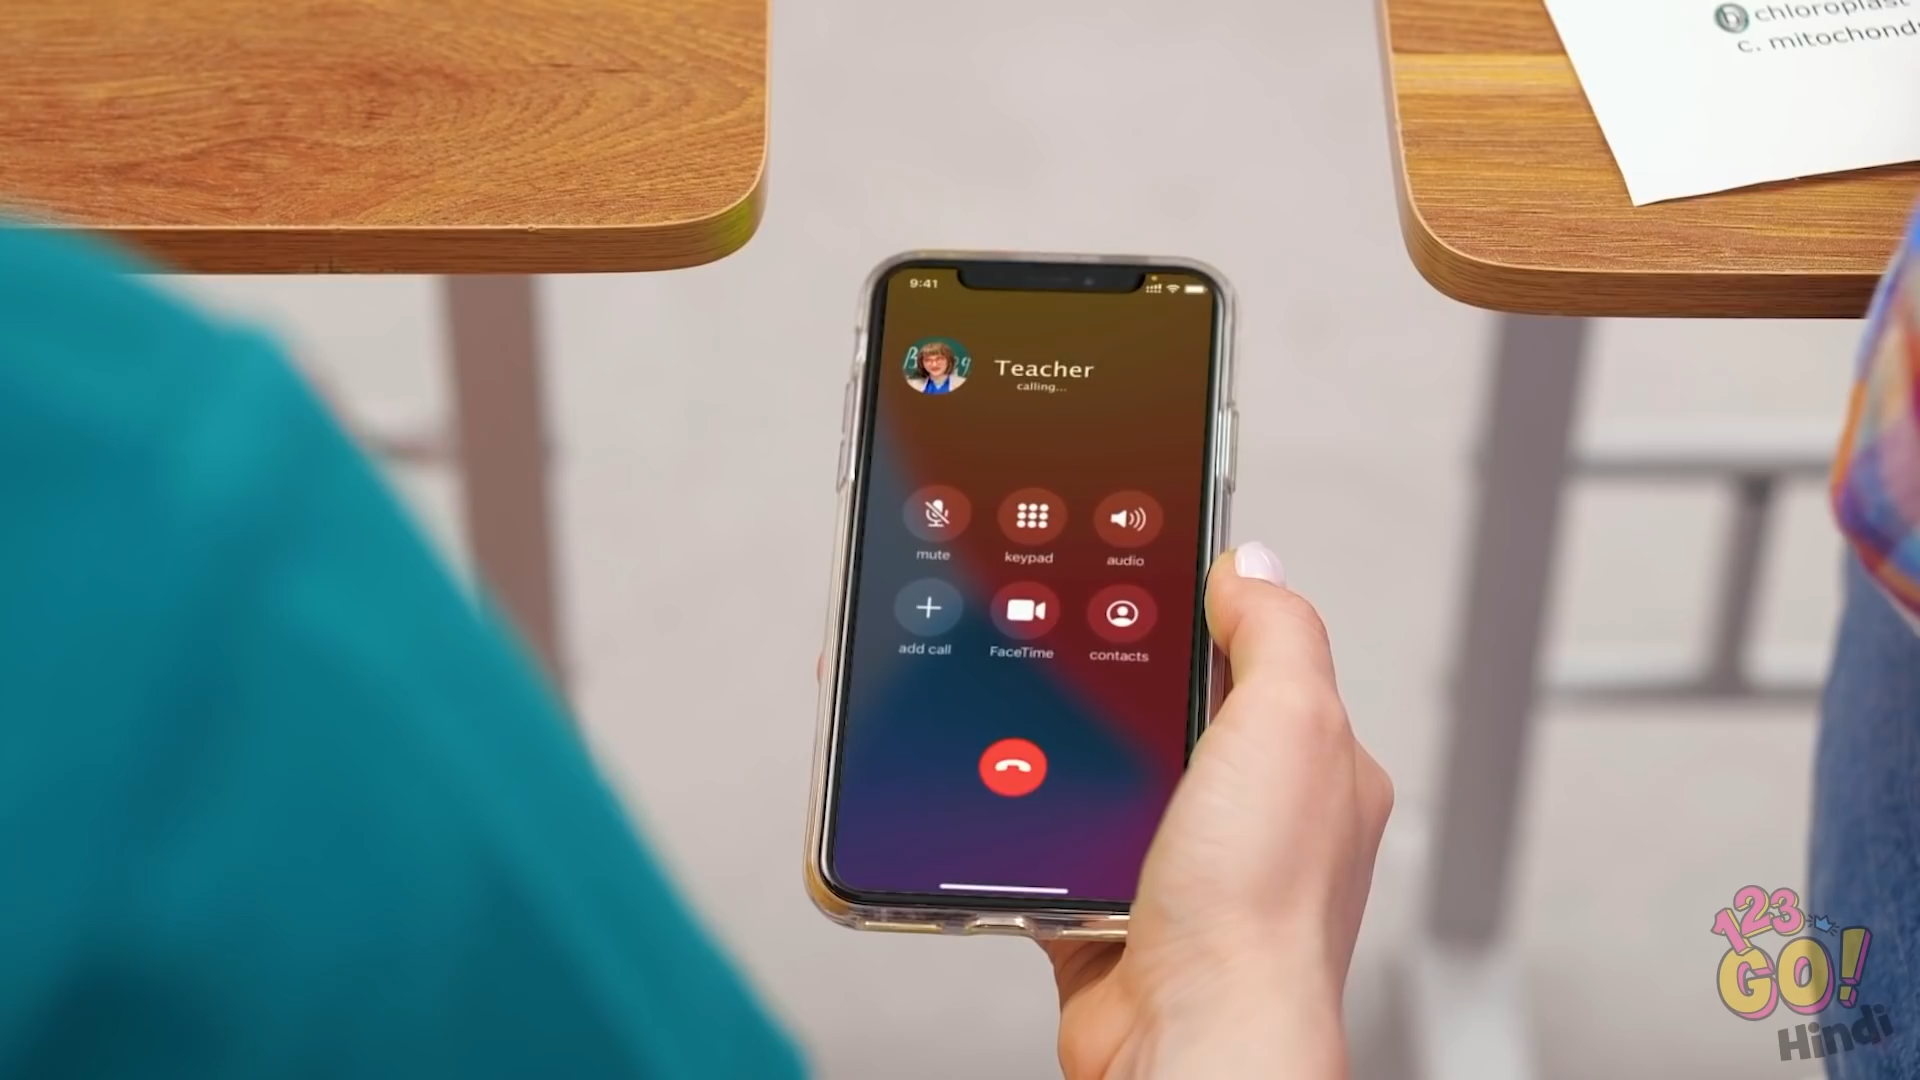 b chloroplast
c. mitochond
9:41
Teacher
calling...
mute
keypad
audio
add call
FaceTime
contacts
123
GO!
Hindi